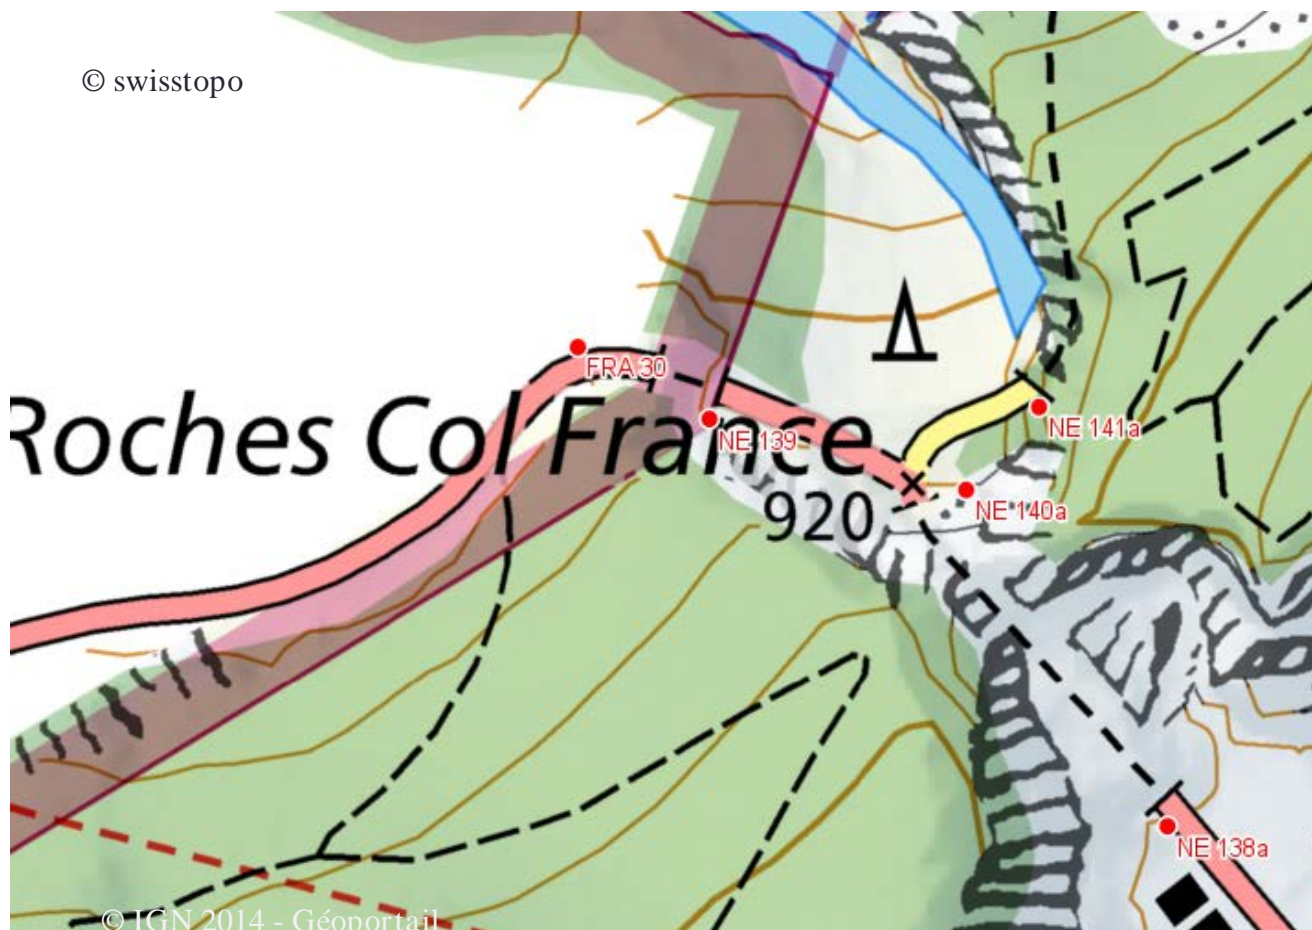 © swisstopo
FRA 30
Roches Col France
NE 139
NE 141a
920
NE 140a
NE 138a
© IGN 2014 - Géoportail